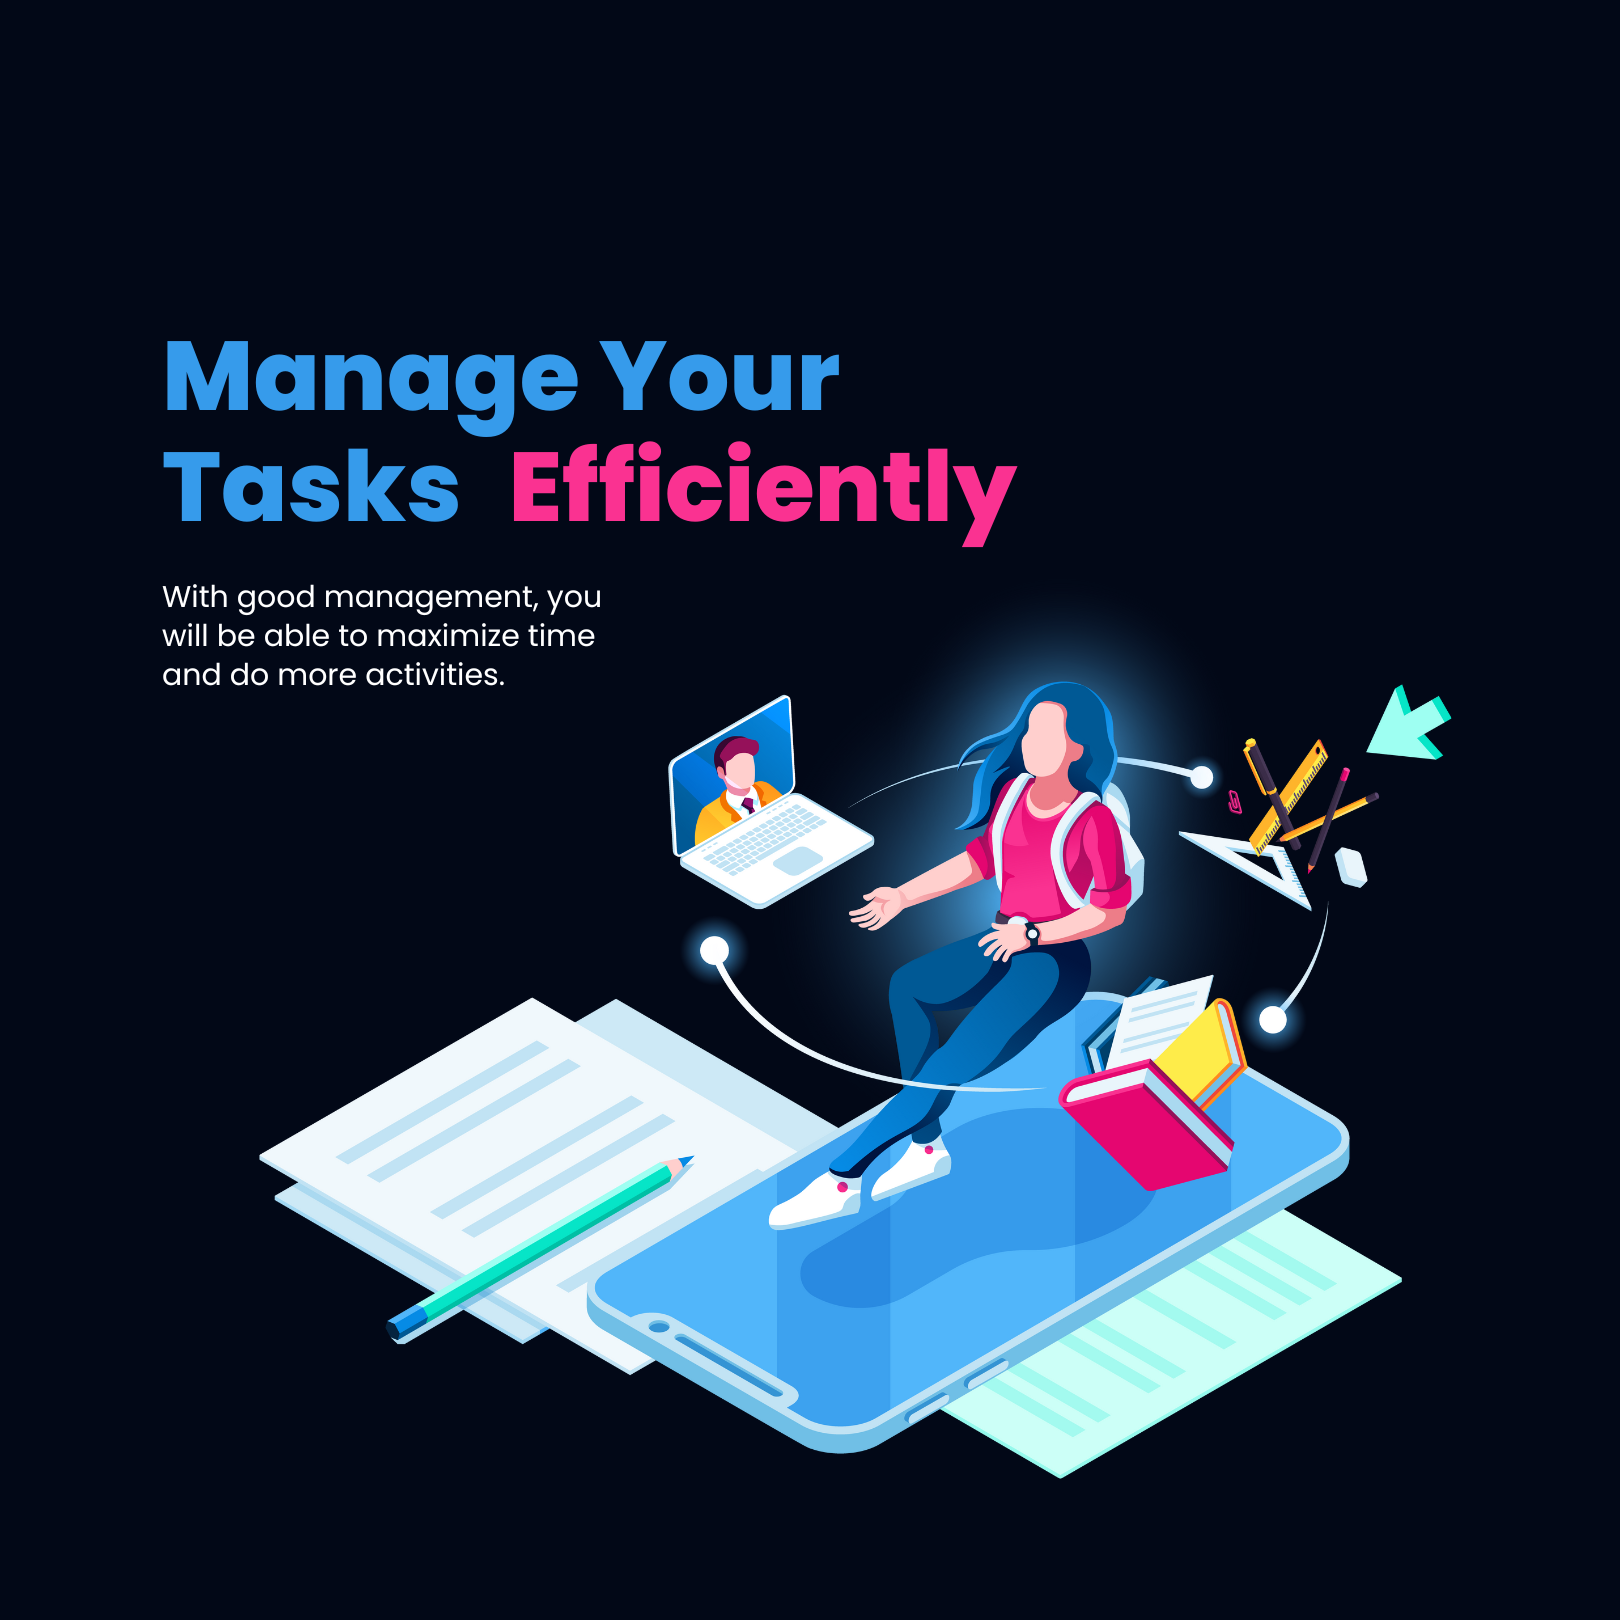 Manage Your
Tasks Efficiently
With good management, you
will be able to maximize time
and do more activities.